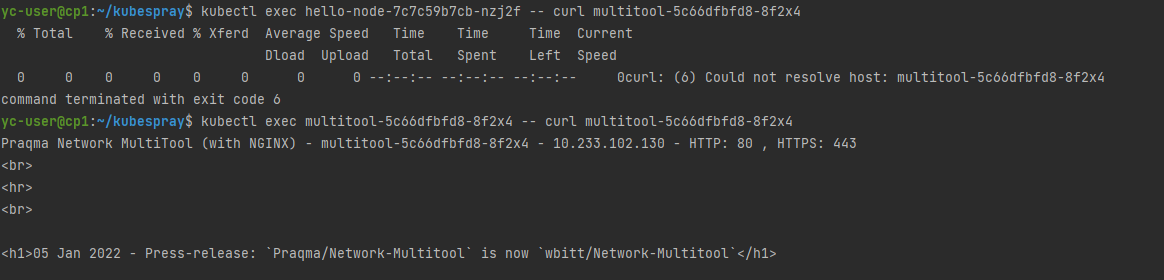 yc-user@cp1:~/kubespray$ kubectl exec hello-node-7c7c59b7cb-nzj2f -- curl multitool-5c66dfbfd8-8f2x4
  % Total    % Received % Xferd  Average Speed   Time    Time     Time  Current
                                 Dload  Upload   Total   Spent    Left  Speed
  0     0    0     0    0     0      0      0 --:--:-- --:--:-- --:--:--     0curl: (6) Could not resolve host: multitool-5c66dfbfd8-8f2x4
command terminated with exit code 6
yc-user@cp1:~/kubespray$ kubectl exec multitool-5c66dfbfd8-8f2x4 -- curl multitool-5c66dfbfd8-8f2x4
Praqma Network MultiTool (with NGINX) - multitool-5c66dfbfd8-8f2x4 - 10.233.102.130 - HTTP: 80 , HTTPS: 443
<br>
<hr>
<br>

<h1>05 Jan 2022 - Press-release: `Praqma/Network-Multitool` is now `wbitt/Network-Multitool`</h1>